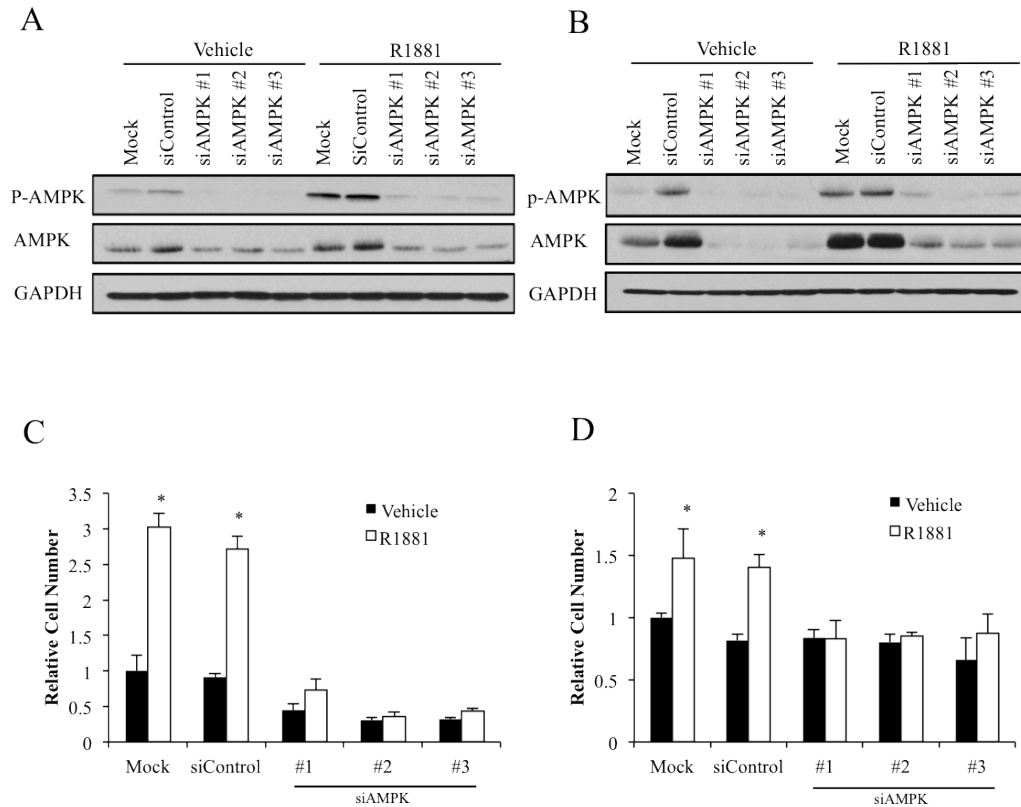 A
Vehicle
R1881
Mock
siControl
siAMPK #1
siAMPK #2
siAMPK #3
Mock
SiControl
siAMPK #1
siAMPK #2
siAMPK #3
P-AMPK
AMPK
GAPDH
B
Vehicle
R1881
Mock
siControl
siAMPK #1
siAMPK #2
siAMPK #3
Mock
siControl
siAMPK #1
siAMPK #2
siAMPK #3
p-AMPK
AMPK
GAPDH
C
Relative Cell Number
3.5
3
2.5
2
1.5
1
0.5
0
*
*
Vehicle
R1881
Mock siControl #1 #2 #3
siAMPK
D
Relative Cell Number
2
1.5
1
0.5
0
*
*
Vehicle
R1881
Mock siControl #1 #2 #3
siAMPK